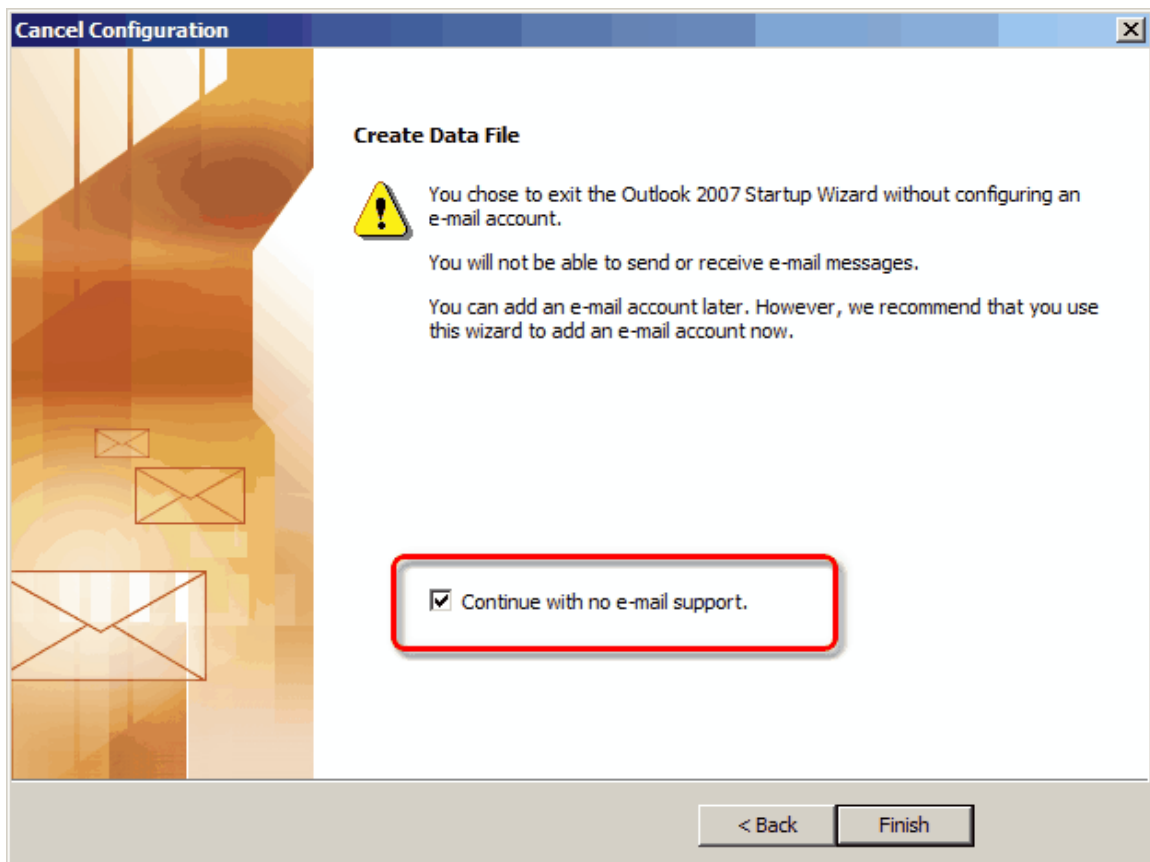 Cancel Configuration
Create Data File
You chose to exit the Outlook 2007 Startup Wizard without configuring an
e-mail account.
You will not be able to send or receive e-mail messages.
You can add an e-mail account later. However, we recommend that you use
this wizard to add an e-mail account now.
Continue with no e-mail support.
< Back
Finish